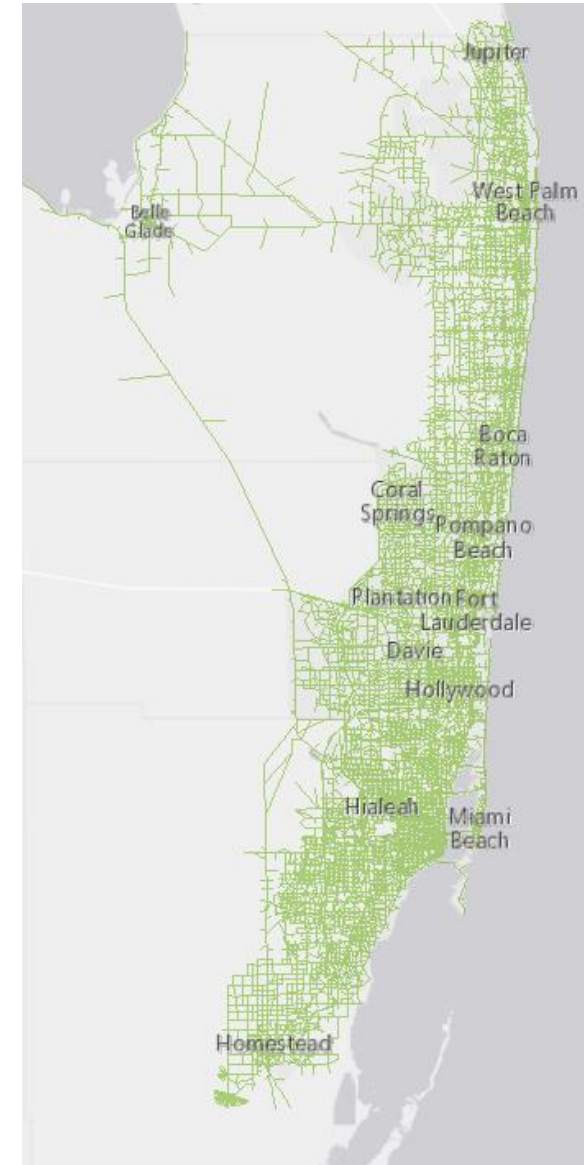 Jupiter
West Palm
Beach
Belle
Glade
Boca
Raton
Coral
Springs
Pompano
Beach
Plantation
Fort
Lauderdale
Davie
Hollywood
Hialeah
Miami
Beach
Homestead